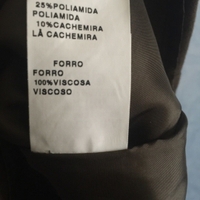 25%POLIAMIDA
POLIAMIDA
10%CACHEMIRA
LÃ CACHEMIRA
FORRO
FORRO
100%VISCOSA
VISCOSO